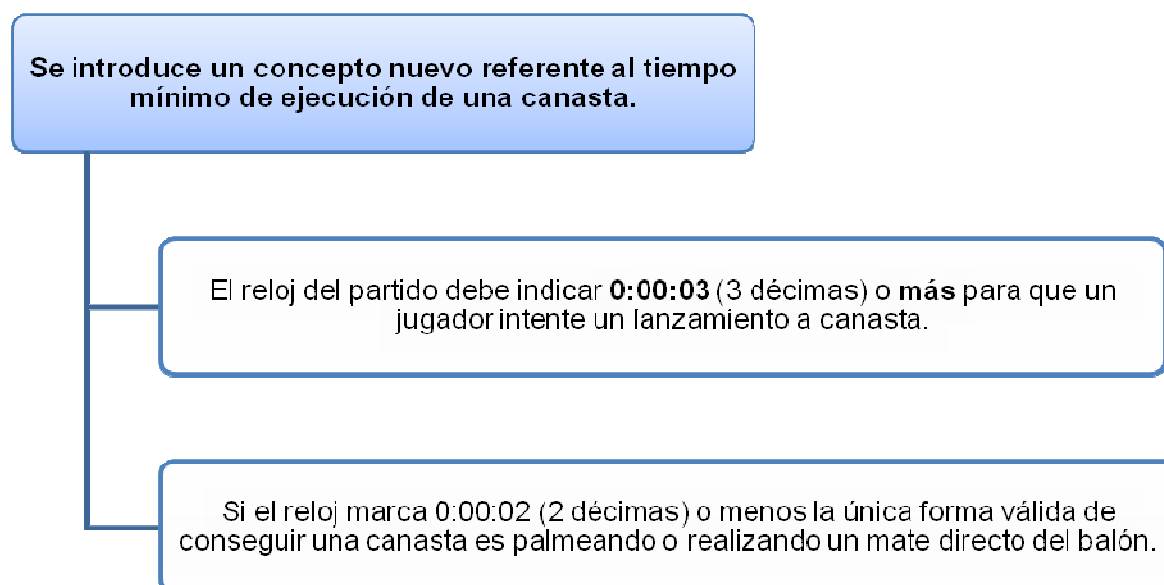 Se introduce un concepto nuevo referente al tiempo
mínimo de ejecución de una canasta.
El reloj del partido debe indicar 0:00:03 (3 décimas) o más para que un
jugador intente un lanzamiento a canasta.
Si el reloj marca 0:00:02 (2 décimas) o menos la única forma válida de
conseguir una canasta es palmeando o realizando un mate directo del balón.